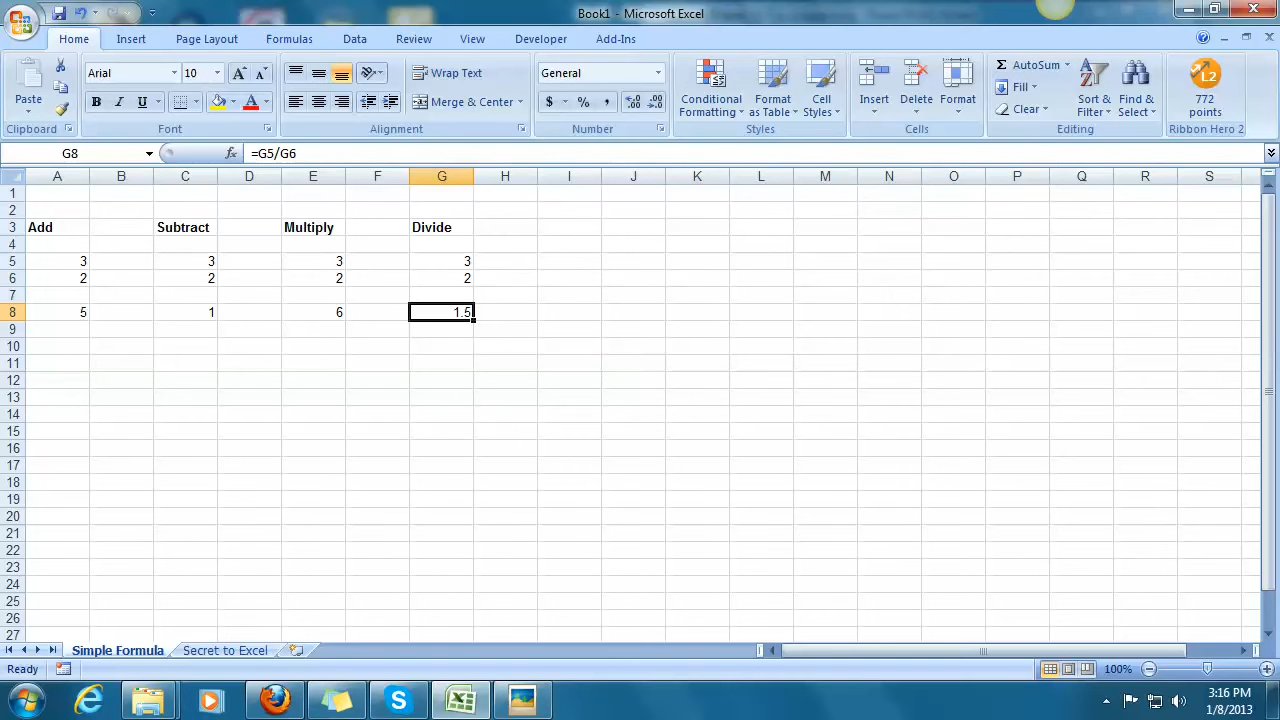 Book1 - Microsoft Excel
Home Insert Page Layout Formulas Data Review View Developer Add-Ins
Paste
Clipboard
Arial 10
B I U
Font
Wrap Text
Merge & Center
Alignment
General
$ % ,
Number
Conditional Formatting
Format as Table
Cell Styles
Styles
Insert Delete Format
Cells
Σ AutoSum
Fill
Clear
Sort & Filter
Find & Select
Editing
L2
772 points
Ribbon Hero 2
G8 fx =G5/G6
A B C D E F G H I J K L M N O P Q R S
1
2
3 Add Subtract Multiply Divide
4
5 3 3 3 3
6 2 2 2 2
7
8 5 1 6 1.5
9
10
11
12
13
14
15
16
17
18
19
20
21
22
23
24
25
26
27
Simple Formula Secret to Excel
Ready 100%
3:16 PM
1/8/2013